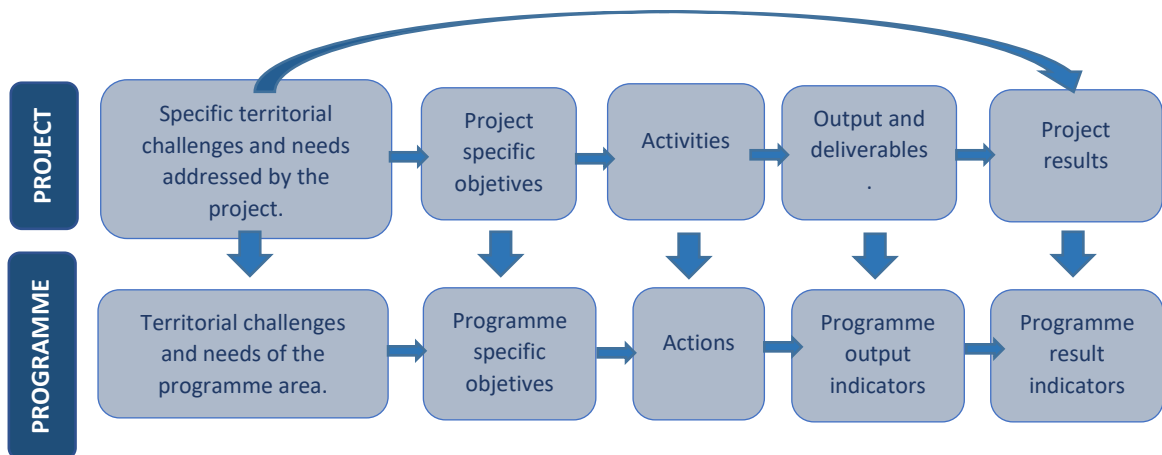 PROJECT
Specific territorial
challenges and needs
addressed by the
project.
Project
specific
objetives
Activities
Output and
deliverables
.
Project
results
PROGRAMME
Territorial challenges
and needs of the
programme area.
Programme
specific
objetives
Actions
Programme
output
indicators
Programme
result
indicators